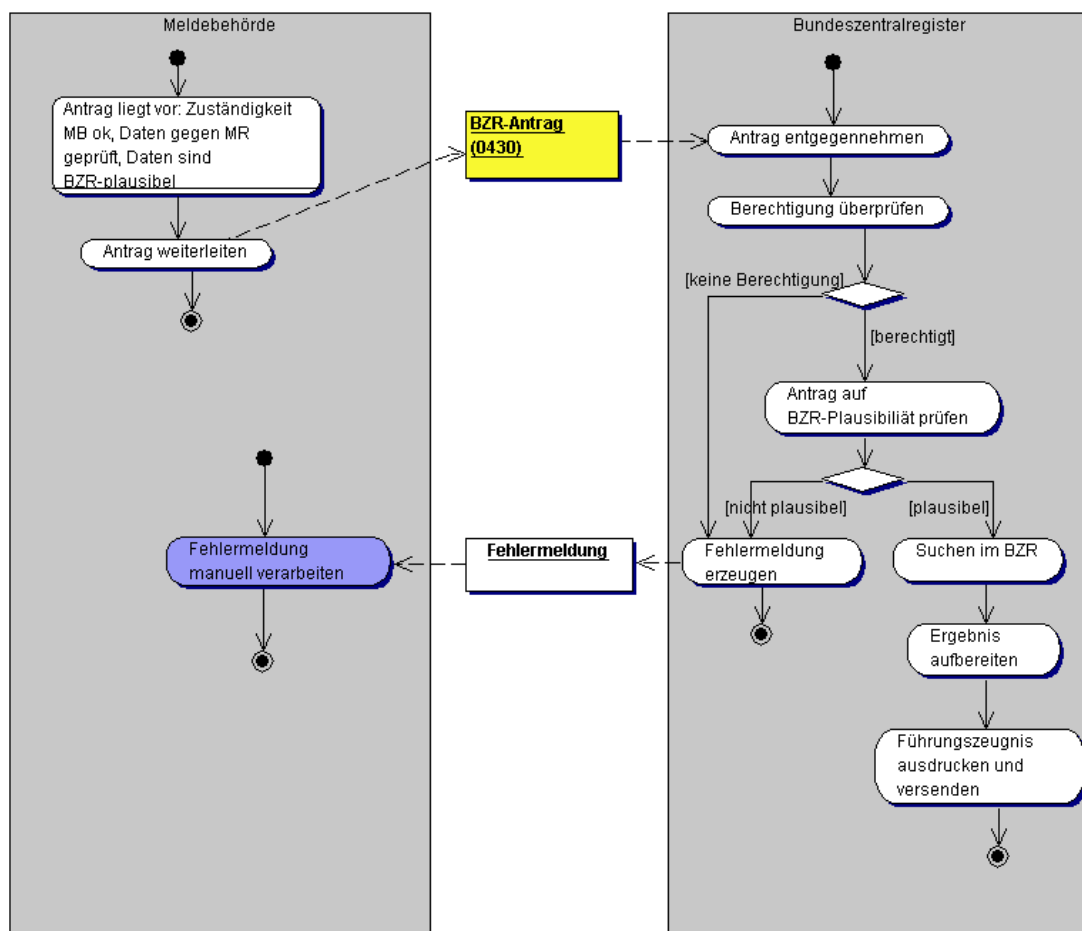 Meldebehörde
Antrag liegt vor: Zuständigkeit
MB ok, Daten gegen MR
geprüft, Daten sind
BZR-plausibel
Antrag weiterleiten
BZR-Antrag
(0430)
Bundeszentralregister
Antrag entgegennehmen
Berechtigung überprüfen
[keine Berechtigung]
[berechtigt]
Antrag auf
BZR-Plausibiliät prüfen
[nicht plausibel]
[plausibel]
Fehlermeldung
manuell verarbeiten
Fehlermeldung
Fehlermeldung
erzeugen
Suchen im BZR
Ergebnis
aufbereiten
Führungszeugnis
ausdrucken und
versenden